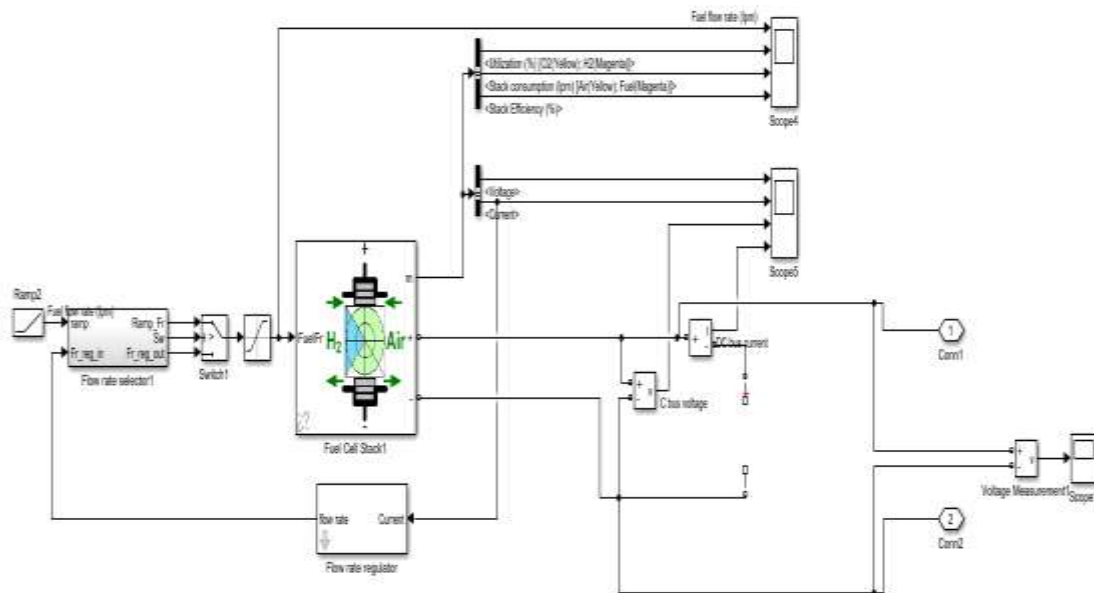 Fuel flow rate (lpm)
<Utilization (%) [O2(Yellow); H2(Magenta)]>
<Stack consumption (lpm) [Air(Yellow); Fuel(Magenta)]>
<Stack Efficiency (%)>
Scope4
<Voltage>
<Current>
Scope5
Ramp2
Fuel flow rate (lpm)
ramp
Ramp_Fr
Sw
Fr_reg_in
Fr_reg_out
Flow rate selector1
Switch1
FuelFr
H2
Air
m
+
-
+
-
Fuel Cell Stack1
+
-
i
DC bus current
+
-
v
C bus voltage
1
Conn1
+
-
v
Voltage Measurement1
Scope
flow rate
Current
Flow rate regulator
2
Conn2